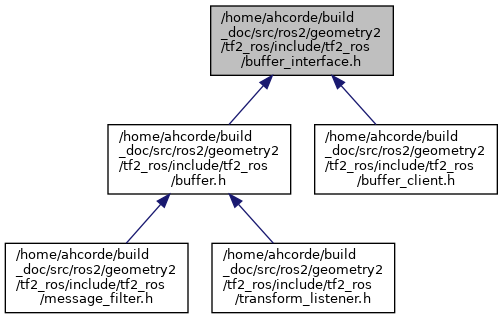 /home/ahcorde/build
_doc/src/ros2/geometry2
/tf2_ros/include/tf2_ros
/buffer_interface.h
/home/ahcorde/build
_doc/src/ros2/geometry2
/tf2_ros/include/tf2_ros
/buffer.h
/home/ahcorde/build
_doc/src/ros2/geometry2
/tf2_ros/include/tf2_ros
/buffer_client.h
/home/ahcorde/build
_doc/src/ros2/geometry2
/tf2_ros/include/tf2_ros
/message_filter.h
/home/ahcorde/build
_doc/src/ros2/geometry2
/tf2_ros/include/tf2_ros
/transform_listener.h